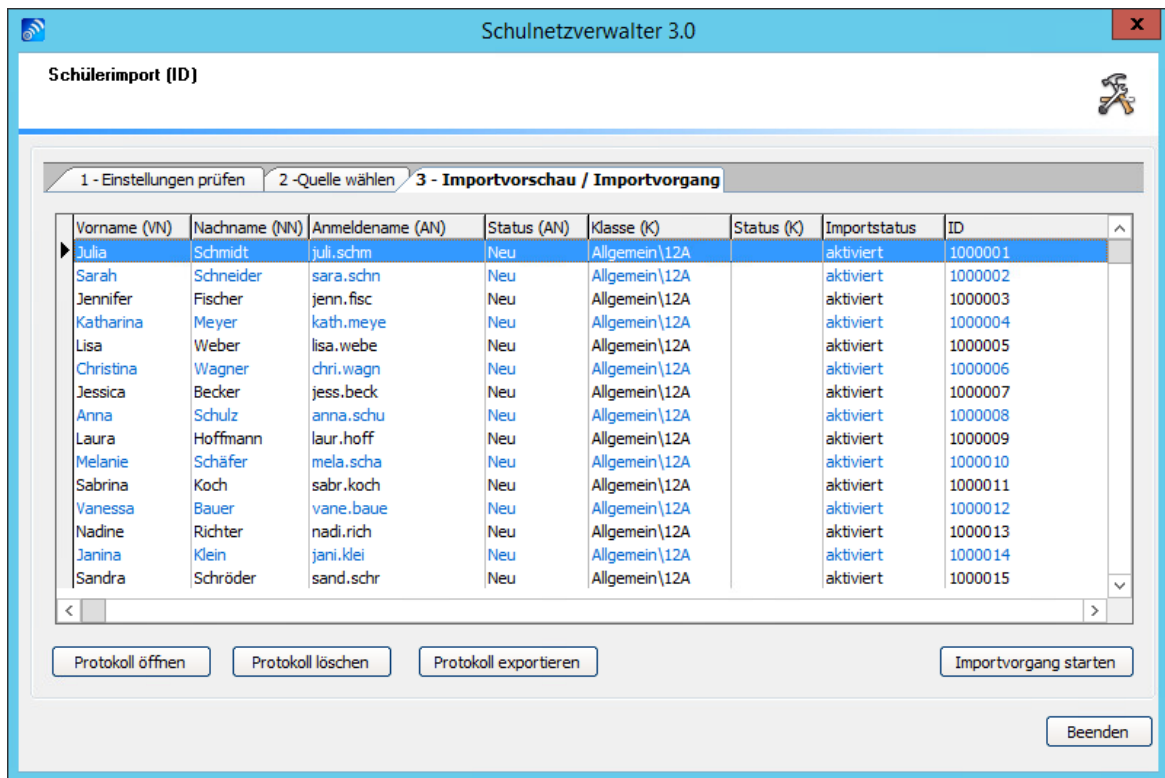 Schulnetzverwalter 3.0
x
Schülerimport (ID)
1 - Einstellungen prüfen 2 -Quelle wählen 3 - Importvorschau / Importvorgang
Vorname (VN) Nachname (NN) Anmeldename (AN) Status (AN) Klasse (K) Status (K) Importstatus ID
Julia Schmidt juli.schm Neu Allgemein\12A aktiviert 1000001
Sarah Schneider sara.schn Neu Allgemein\12A aktiviert 1000002
Jennifer Fischer jenn.fisc Neu Allgemein\12A aktiviert 1000003
Katharina Meyer kath.meye Neu Allgemein\12A aktiviert 1000004
Lisa Weber lisa.webe Neu Allgemein\12A aktiviert 1000005
Christina Wagner chri.wagn Neu Allgemein\12A aktiviert 1000006
Jessica Becker jess.beck Neu Allgemein\12A aktiviert 1000007
Anna Schulz anna.schu Neu Allgemein\12A aktiviert 1000008
Laura Hoffmann laur.hoff Neu Allgemein\12A aktiviert 1000009
Melanie Schäfer mela.scha Neu Allgemein\12A aktiviert 1000010
Sabrina Koch sabr.koch Neu Allgemein\12A aktiviert 1000011
Vanessa Bauer vane.baue Neu Allgemein\12A aktiviert 1000012
Nadine Richter nadi.rich Neu Allgemein\12A aktiviert 1000013
Janina Klein jani.klei Neu Allgemein\12A aktiviert 1000014
Sandra Schröder sand.schr Neu Allgemein\12A aktiviert 1000015
Protokoll öffnen Protokoll löschen Protokoll exportieren Importvorgang starten
Beenden